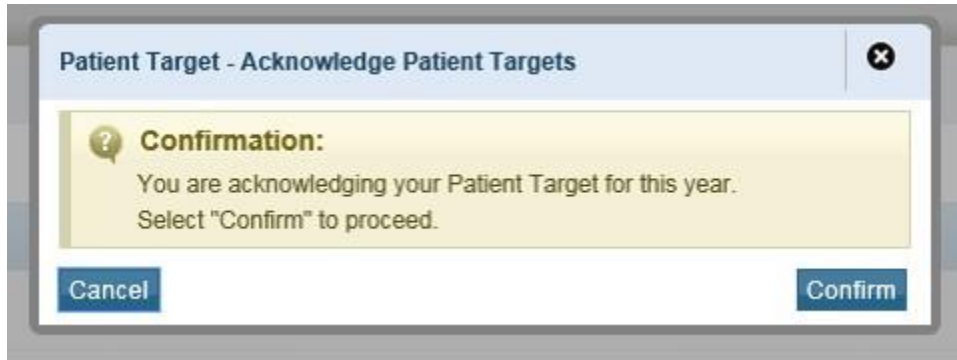 Patient Target - Acknowledge Patient Targets
Confirmation:
You are acknowledging your Patient Target for this year.
Select "Confirm" to proceed.
Cancel
Confirm